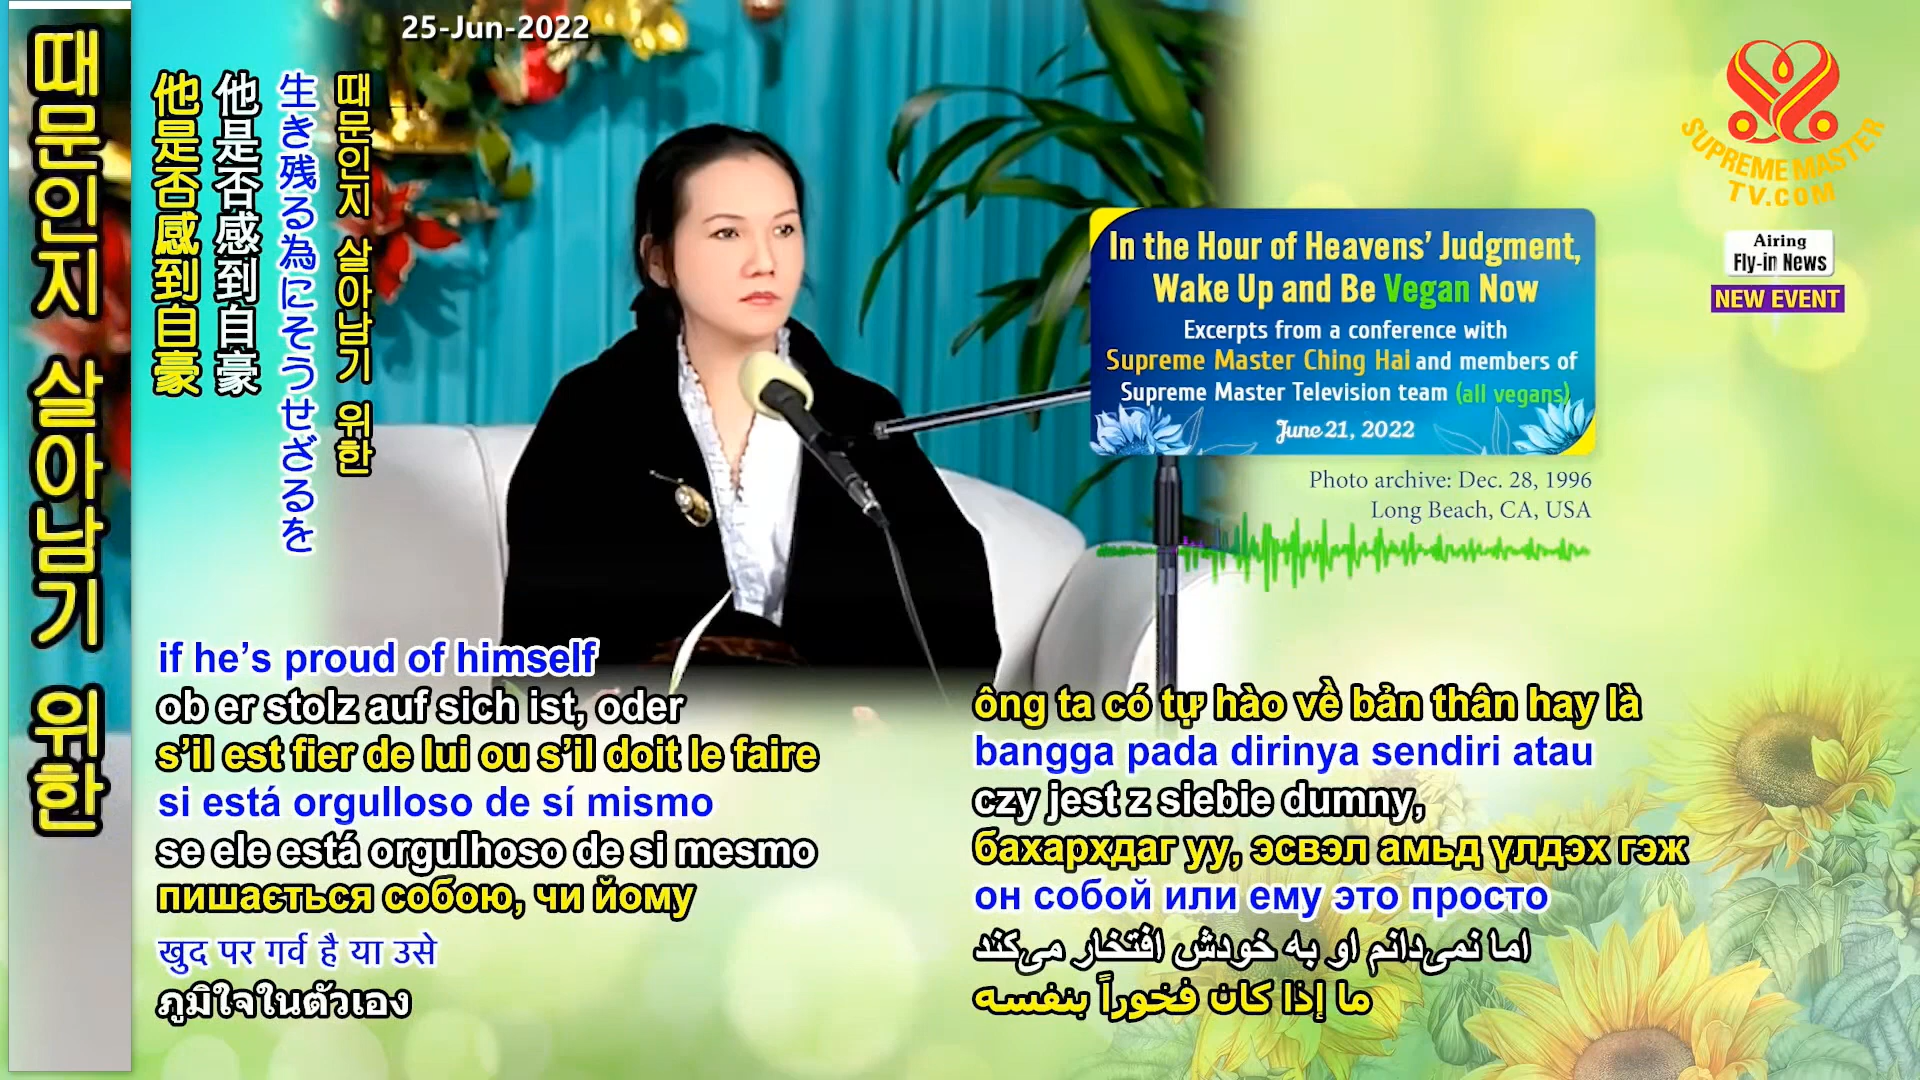 때문인지 살아남기 위한
25-Jun-2022
他是否感到自豪
他是否感到自豪
生き残る為にそうせざるを
때문인지 살아남기 위한
SUPREME MASTER
TV.COM
Airing
Fly-in News
NEW EVENT
In the Hour of Heavens’ Judgment,
Wake Up and Be Vegan Now
Excerpts from a conference with
Supreme Master Ching Hai and members of
Supreme Master Television team (all vegans)
June 21, 2022
Photo archive: Dec. 28, 1996
Long Beach, CA, USA
if he’s proud of himself
ob er stolz auf sich ist, oder
s’il est fier de lui ou s’il doit le faire
si está orgulloso de sí mismo
se ele está orgulhoso de si mesmo
пишається собою, чи йому
खुद पर गर्व है या उसे
ภูมิใจในตัวเอง
ông ta có tự hào về bản thân hay là
bangga pada dirinya sendiri atau
czy jest z siebie dumny,
бахархдаг уу, эсвэл амьд үлдэх гэж
он собой или ему это просто
اما نمی‌دانم او به خودش افتخار می‌کند
ما إذا كان فخوراً بنفسه